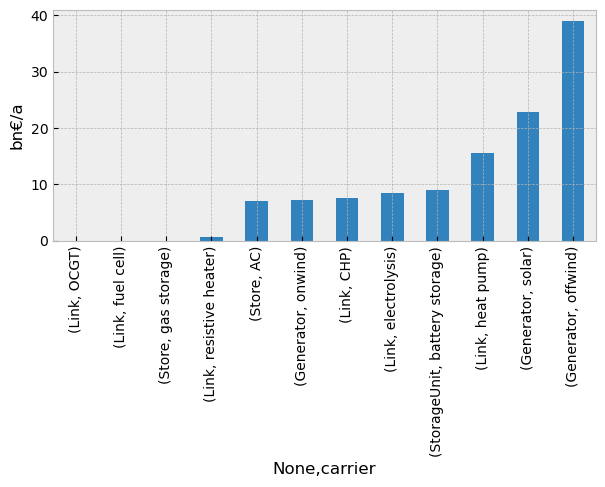 40
30
20
10
0
bn€/a
(Link, OCGT)
(Link, fuel cell)
(Store, gas storage)
(Link, resistive heater)
(Store, AC)
(Generator, onwind)
(Link, CHP)
(Link, electrolysis)
(StorageUnit, battery storage)
(Link, heat pump)
(Generator, solar)
(Generator, offwind)
None,carrier